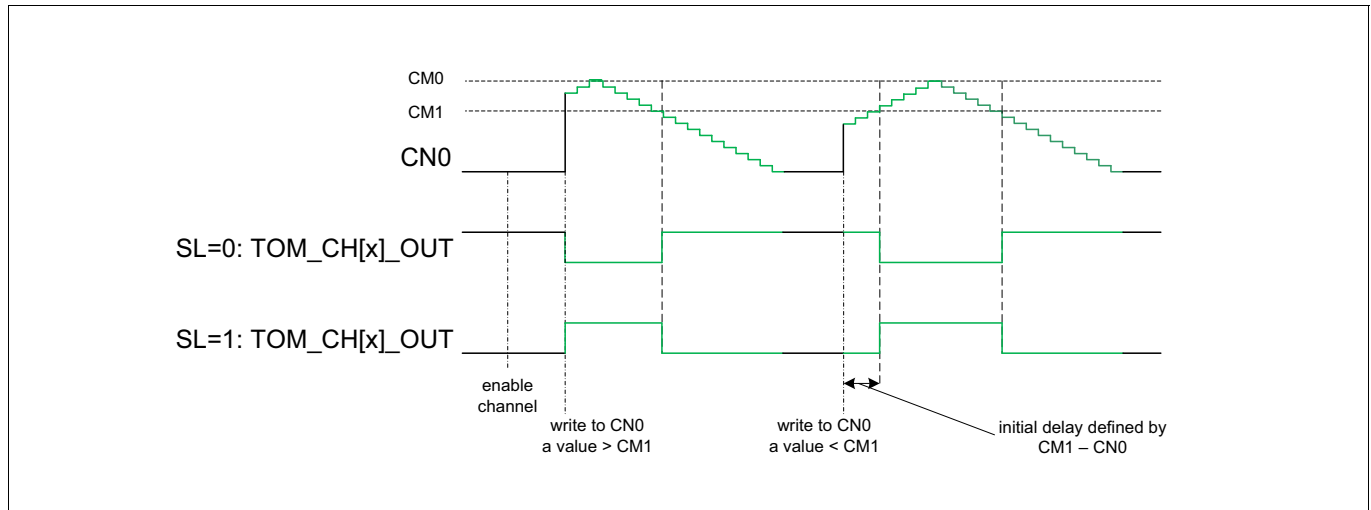 CM0
CM1
CN0
SL=0: TOM_CH[x]_OUT
SL=1: TOM_CH[x]_OUT
enable
channel
write to CN0
a value > CM1
write to CN0
a value < CM1
initial delay defined by
CM1 – CN0